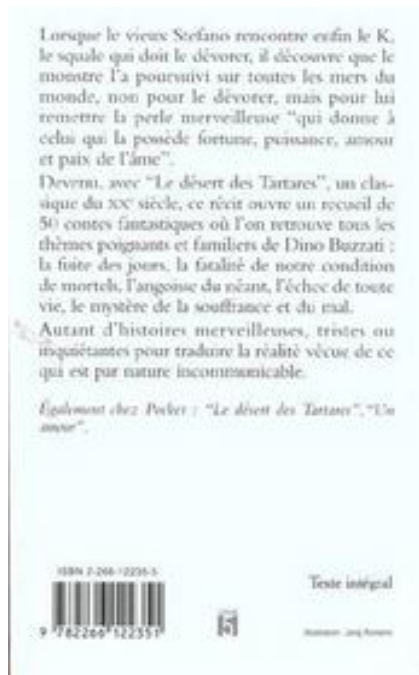 Lorsque le vieux Stefano rencontre enfin le K,
le squale qui doit le dévorer, il découvre que le
monstre l'a poursuivi sur toutes les mers du
monde, non pour le dévorer, mais pour lui
remettre la perle merveilleuse "qui donne à
celui qui la possède fortune, puissance, amour
et paix de l'âme".
Devenu, avec "Le désert des Tartares", un clas-
sique du XXe siècle, ce récit ouvre un recueil de
50 contes fantastiques où l'on retrouve tous les
thèmes poignants et familiers de Dino Buzzati :
la fuite des jours, la fatalité de notre condition
de mortels, l'angoisse du néant, l'échec de toute
vie, le mystère de la souffrance et du mal.
Autant d'histoires merveilleuses, tristes ou
inquiétantes pour traduire la réalité vécue de ce
qui est par nature incommunicable.
Également chez Pocket : "Le désert des Tartares", "Un
amour".
ISBN 2-266-12235-5
Texte intégral
9 782266 122351
5